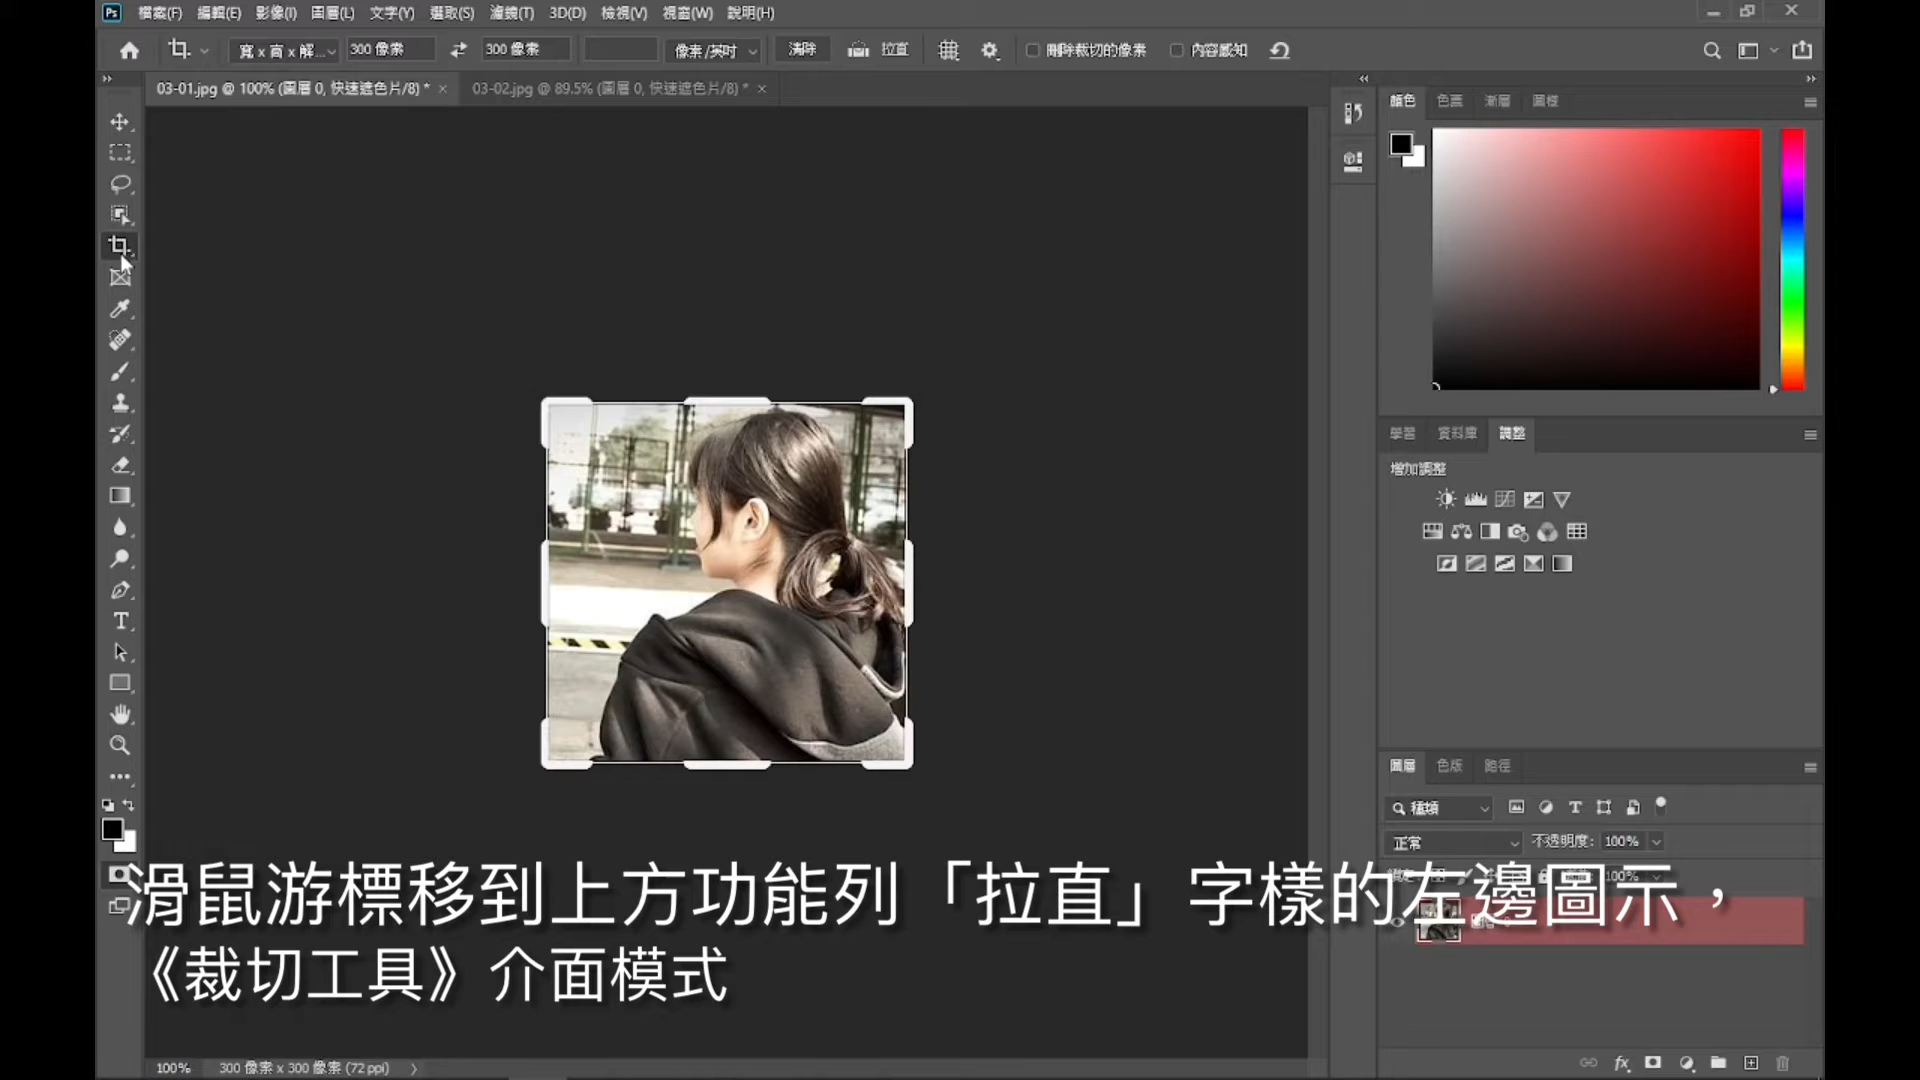 Ps 檔案(F) 編輯(E) 影像(I) 圖層(L) 文字(Y) 選取(S) 濾鏡(T) 3D(D) 檢視(V) 視窗(W) 說明(H)
寬 x 高 x 解... 300 像素 300 像素 像素/英吋 清除 拉直 刪除裁切的像素 內容感知
03-01.jpg @ 100% (圖層 0, 快速遮色片/8) * × 03-02.jpg @ 89.5% (圖層 0, 快速遮色片/8) * ×
顏色 色票 漸層 圖樣
學習 資料庫 調整
增加調整
圖層 色版 路徑
種類
正常 不透明度: 100%
100%
滑鼠游標移到上方功能列「拉直」字樣的左邊圖示，
《裁切工具》介面模式
100% 300 像素 x 300 像素 (72 ppi)